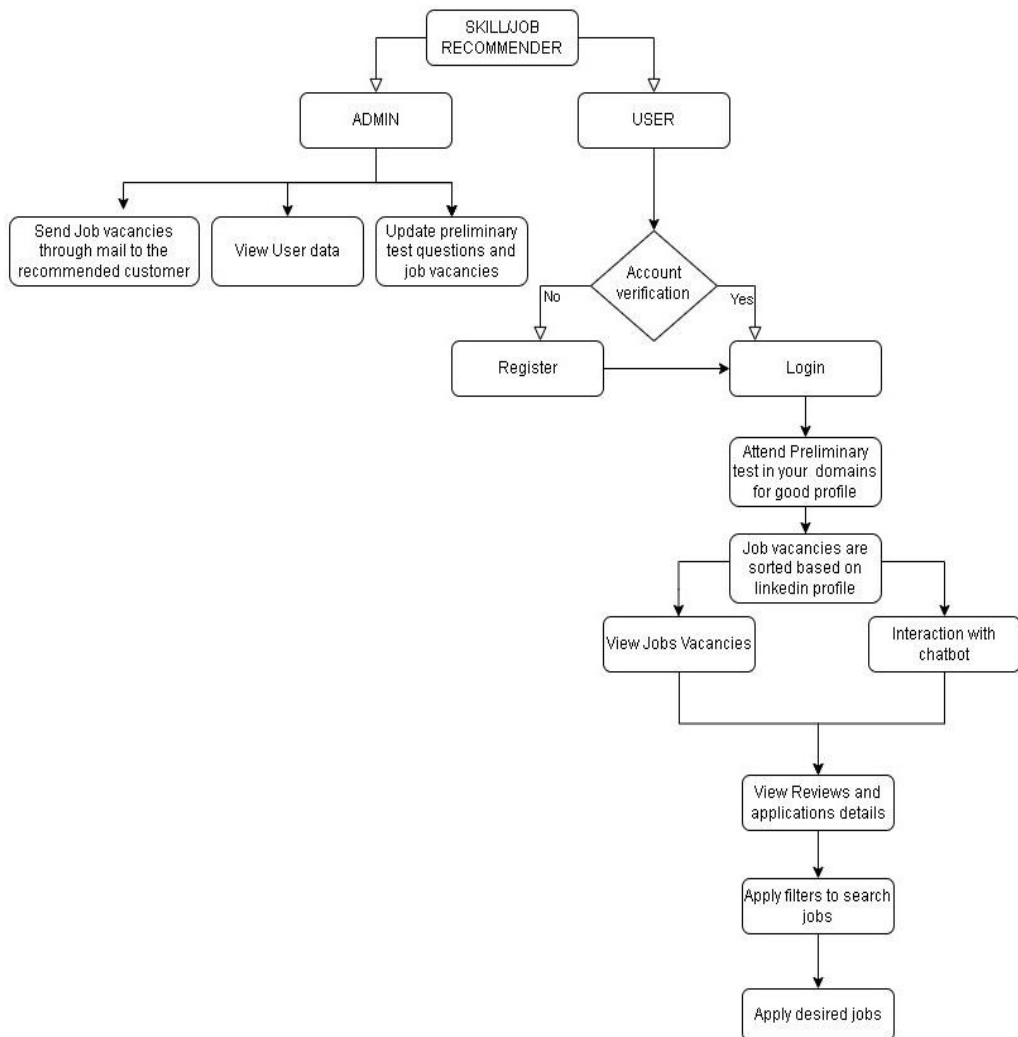 SKILL/JOB
RECOMMENDER
ADMIN
USER
Send Job vacancies
through mail to the
recommended customer
View User data
Update preliminary
test questions and
job vacancies
Account
verification
No
Yes
Register
Login
Attend Preliminary
test in your domains
for good profile
Job vacancies are
sorted based on
linkedin profile
View Jobs Vacancies
Interaction with
chatbot
View Reviews and
applications details
Apply filters to search
jobs
Apply desired jobs